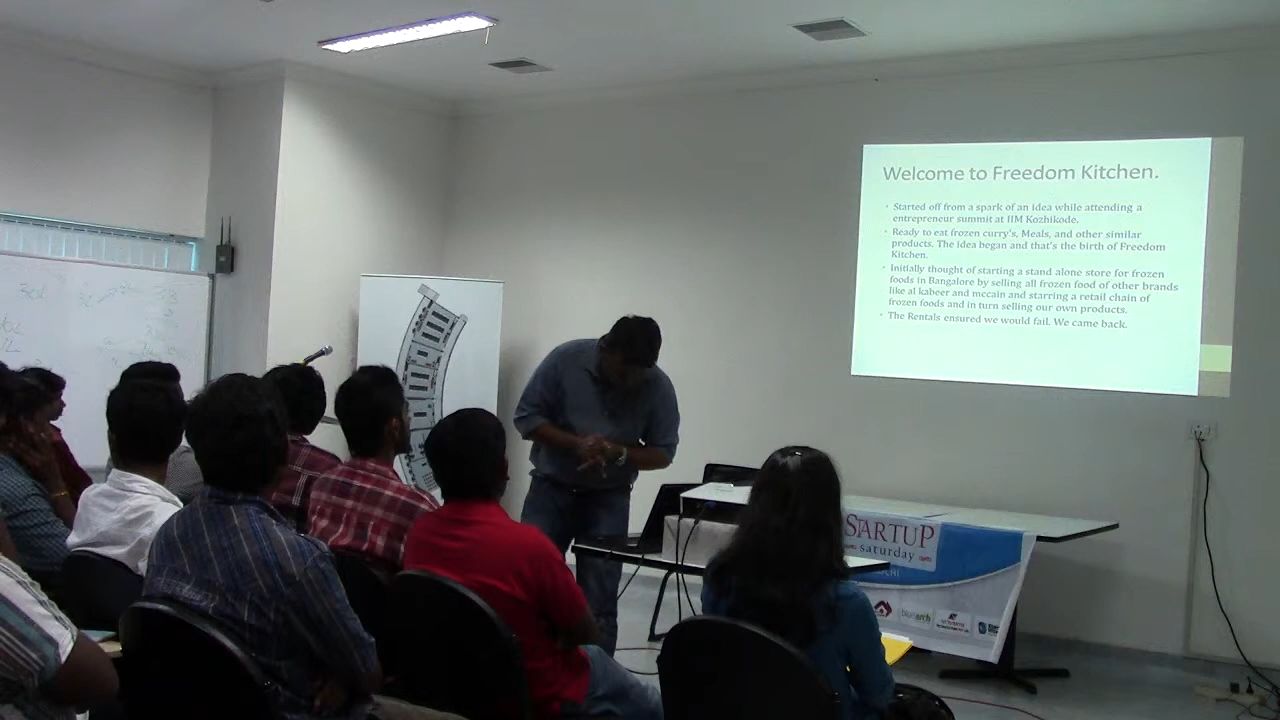 Welcome to Freedom Kitchen.
Started off from a spark of an idea while attending a
entrepreneur summit at IIM Kozhikode.
Ready to eat frozen curry's, Meals, and other similar
products. The idea began and that's the birth of Freedom
Kitchen.
Initially thought of starting a stand alone store for frozen
foods in Bangalore by selling all frozen food of other brands
like al kabeer and mccain and starring a retail chain of
frozen foods and in turn selling our own products.
The Rentals ensured we would fail. We came back.
STARTUP
saturday
bluearch